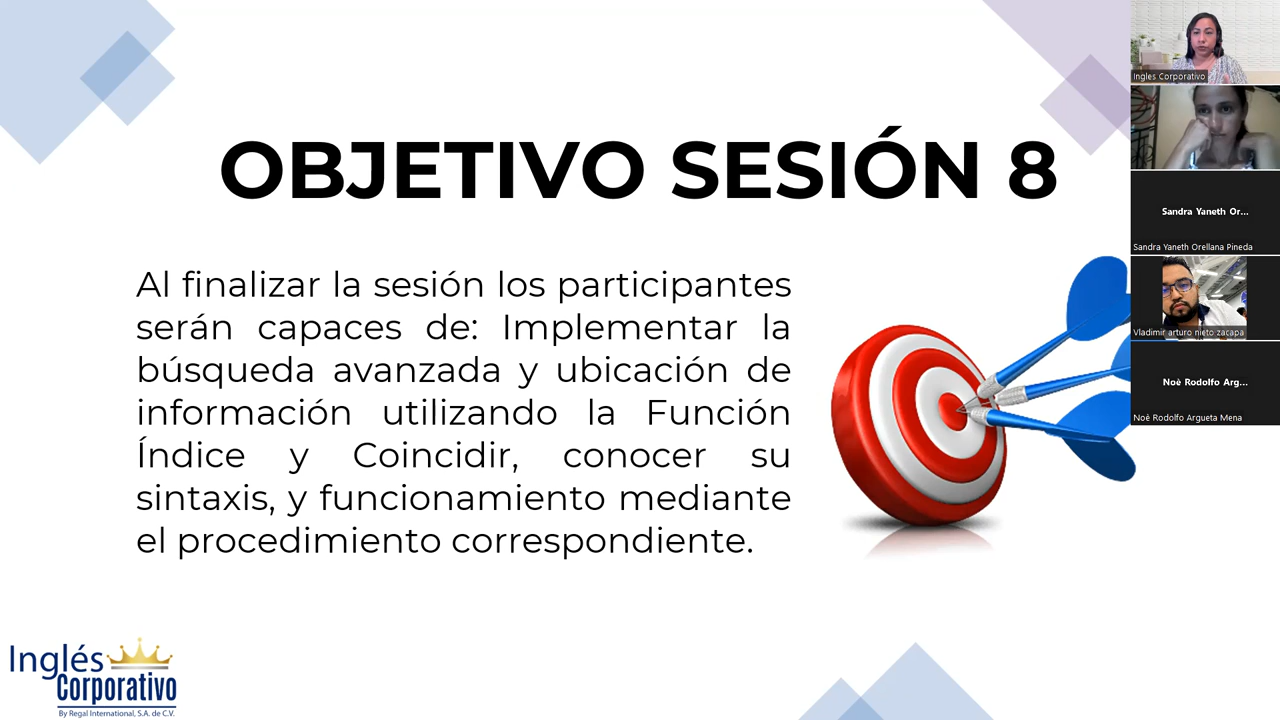 OBJETIVO SESIÓN 8
Al finalizar la sesión los participantes
serán capaces de: Implementar la
búsqueda avanzada y ubicación de
información utilizando la Función
Índice y Coincidir, conocer su
sintaxis, y funcionamiento mediante
el procedimiento correspondiente.
Inglés
Corporativo
By Regal International, S.A. de C.V.
Ingles Corporativo
Sandra Yaneth Or...
Sandra Yaneth Orellana Pineda
Vladimir arturo nieto zacapa
Noè Rodolfo Arg...
Noè Rodolfo Argueta Mena